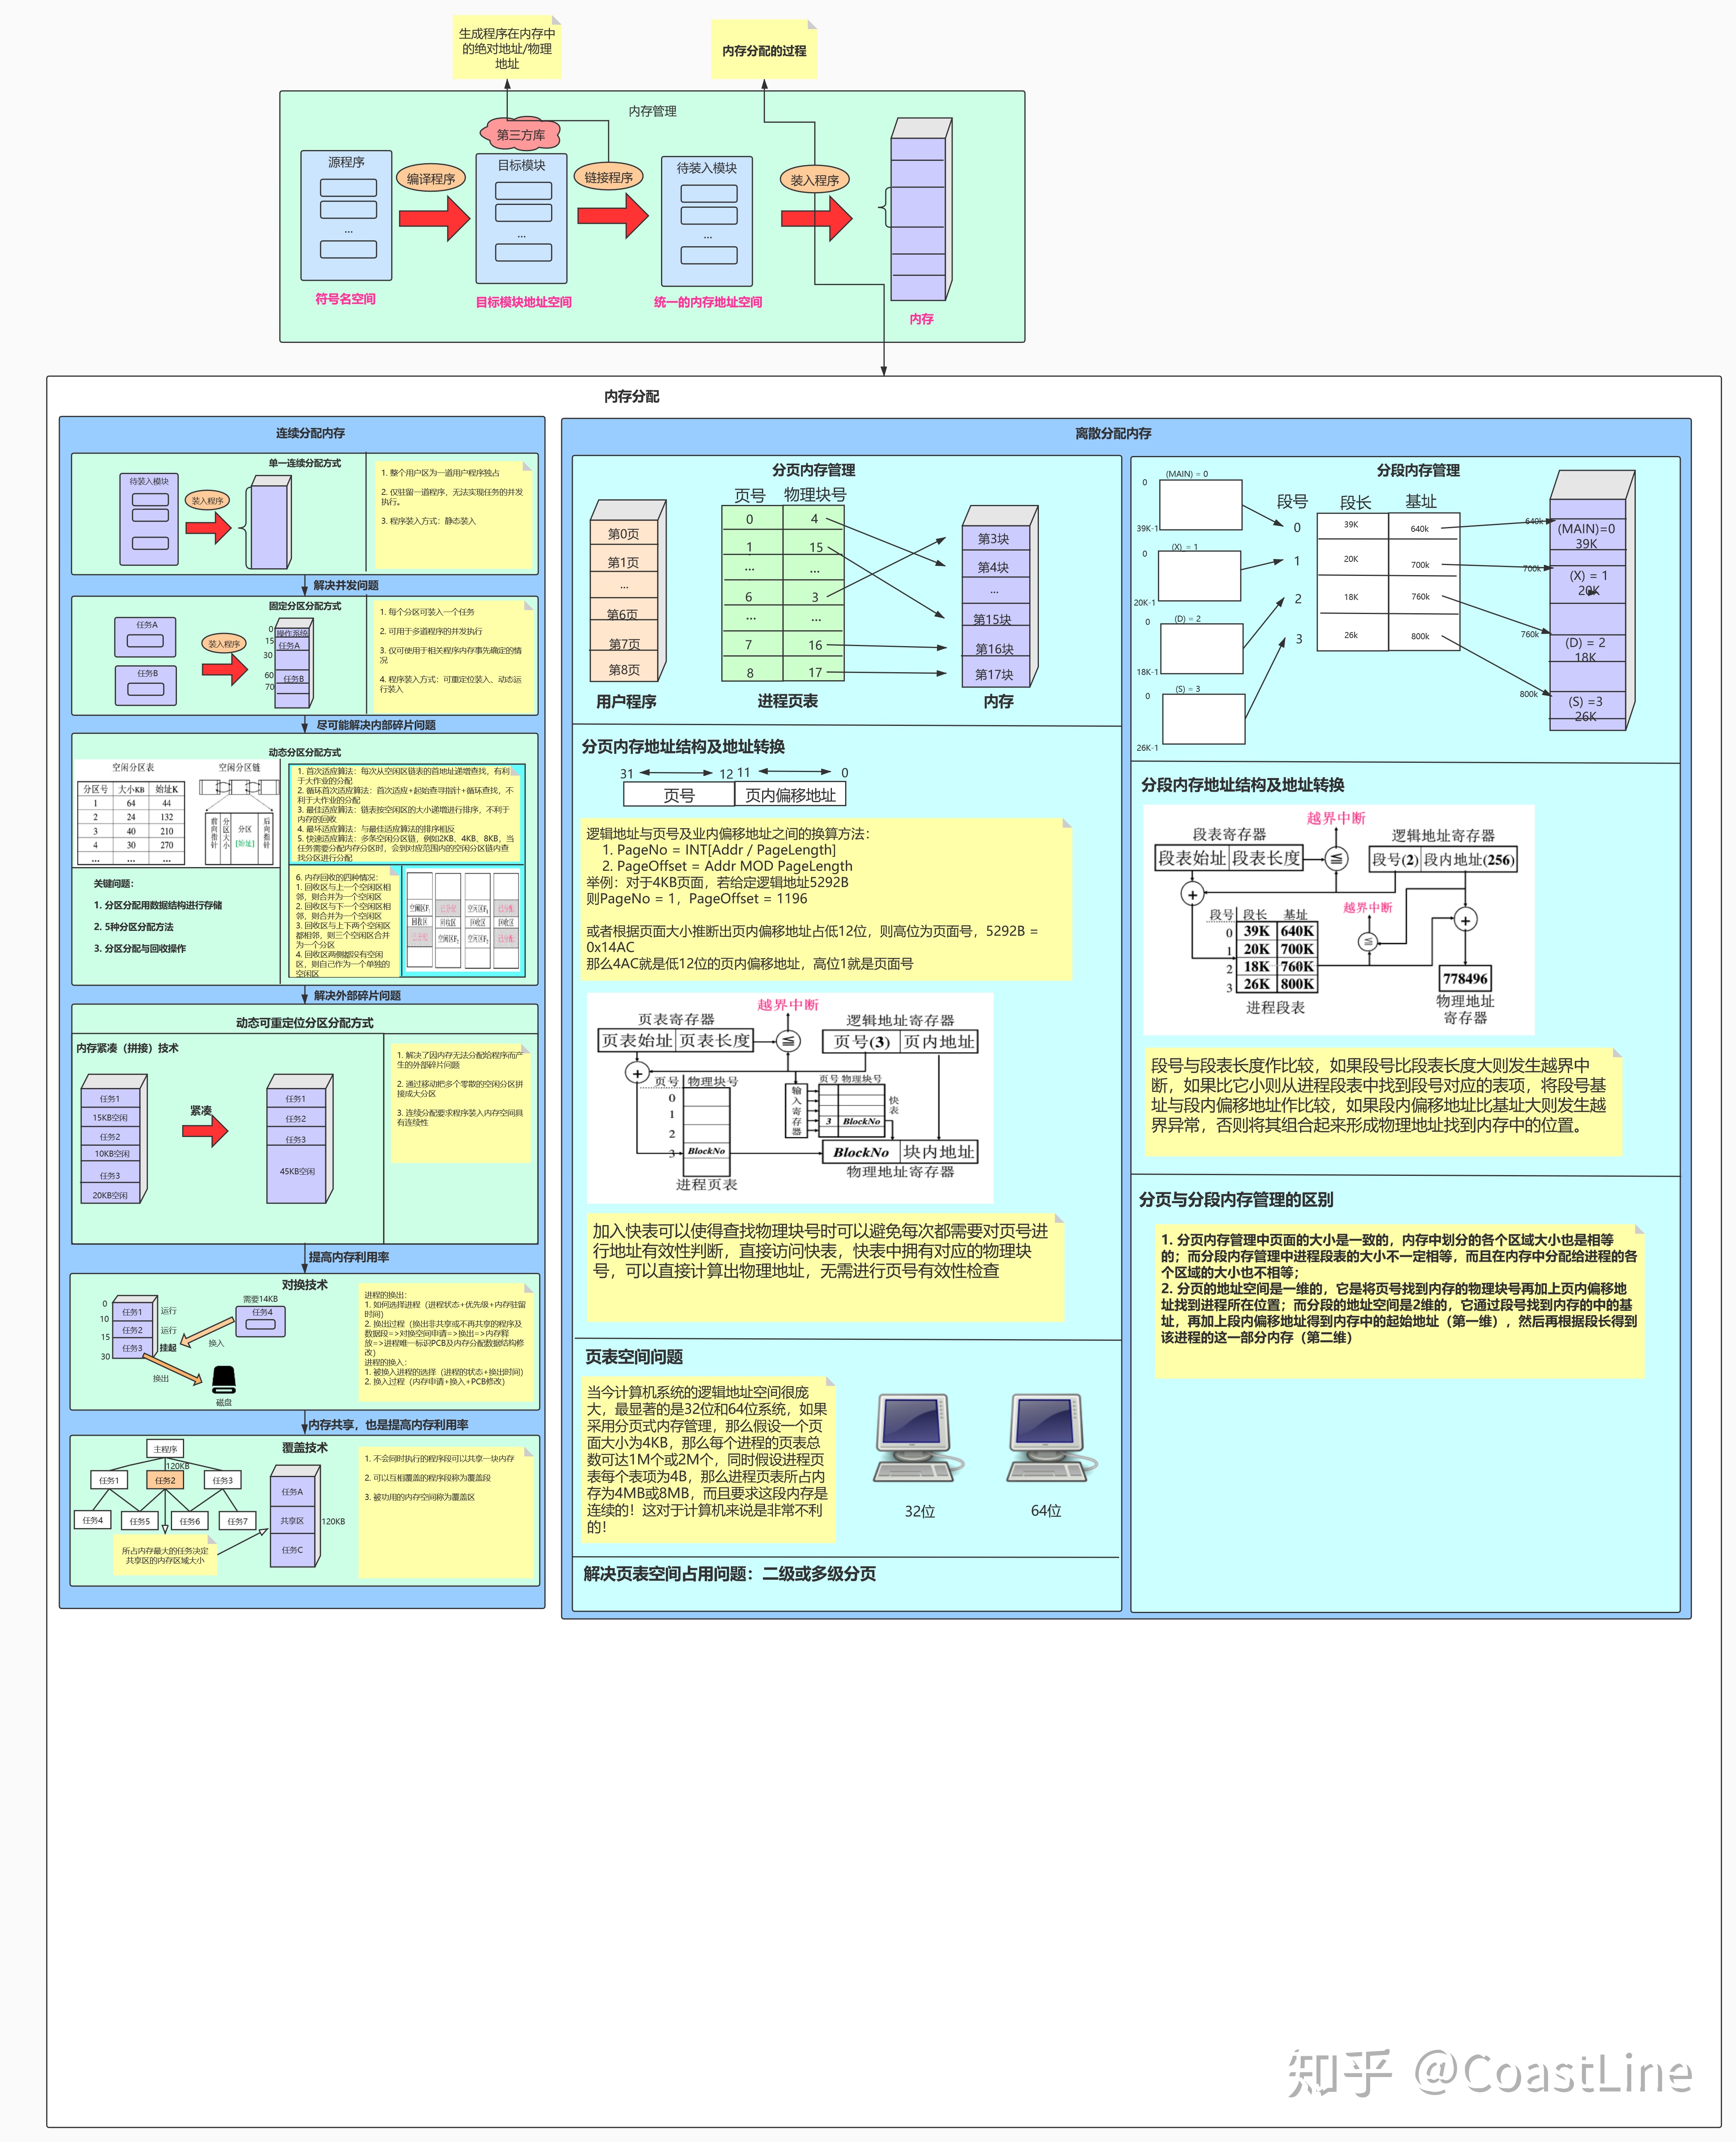 生成程序在内存中
的绝对地址/物理
地址
内存分配的过程
内存管理
第三方库
源程序
...
编译程序
目标模块
...
链接程序
待装入模块
...
装入程序
符号名空间
目标模块地址空间
统一的内存地址空间
内存
内存分配
连续分配内存
单一连续分配方式
待装入模块
装入程序
1. 整个用户区为一道用户程序独占
2. 仅驻留一道程序，无法实现任务的并发
执行。
3. 程序装入方式：静态装入
解决并发问题
固定分区分配方式
任务A
任务B
装入程序
0
15
30
60
70
操作系统
任务A
任务B
1. 每个分区可装入一个任务
2. 可用于多道程序的并发执行
3. 仅可使用于相关程序内存事先确定的情
况
4. 程序装入方式：可重定位装入、动态运
行装入
尽可能解决内部碎片问题
动态分区分配方式
空闲分区表
分区号 大小KB 始址K
1 64 44
2 24 132
3 40 210
4 30 270
... ... ...
空闲分区链
前向指针
分区大小
分区
[始址]
后向指针
关键问题：
1. 分区分配用数据结构进行存储
2. 5种分区分配方法
3. 分区分配与回收操作
1. 首次适应算法：每次从空闲区链表的首地址递增查找，有利
于大作业的分配
2. 循环首次适应算法：首次适应+起始查寻指针+循环查找，不
利于大作业的分配
3. 最佳适应算法：链表按空闲区的大小递增进行排序，不利于
内存的回收
4. 最坏适应算法：与最佳适应算法的排序相反
5. 快速适应算法：多条空闲分区链，例如2KB、4KB、8KB，当
任务需要分配内存分区时，会到对应范围内的空闲分区链内查
找分区进行分配
6. 内存回收的四种情况：
1. 回收区与上一个空闲区相
邻，则合并为一个空闲区
2. 回收区与下一个空闲区相
邻，则合并为一个空闲区
3. 回收区与上下两个空闲区
都相邻，则三个空闲区合并
为一个分区
4. 回收区两侧都没有空闲
区，则自己作为一个单独的
空闲区
回收区 回收区 回收区 回收区
解决外部碎片问题
动态可重定位分区分配方式
内存紧凑（拼接）技术
任务1
15KB空闲
任务2
10KB空闲
任务3
20KB空闲
紧凑
任务1
任务2
任务3
45KB空闲
1. 解决了因内存无法分配给程序而产
生的外部碎片问题
2. 通过移动把多个零散的空闲分区拼
接成大分区
3. 连续分配要求程序装入内存空间具
有连续性
提高内存利用率
对换技术
0
10
15
30
任务1
任务2
任务3
运行
运行
挂起
需要14KB
任务4
换入
换出
磁盘
进程的换出：
1. 如何选择进程（进程状态+优先级+内存驻留
时间)
2. 换出过程（换出非共享或不再共享的程序及
数据段=>对换空间申请=>换出=>内存释
放=>进程唯一标识PCB及内存分配数据结构修
改)
进程的换入：
1. 被换入进程的选择（进程的状态+换出时间)
2. 换入过程（内存申请+换入+PCB修改）
内存共享，也是提高内存利用率
覆盖技术
主程序
120KB
任务1
任务2
任务3
任务4
任务5
任务6
任务7
所占内存最大的任务决定
共享区的内存区域大小
任务A
共享区
任务C
120KB
1. 不会同时执行的程序段可以共享一块内存
2. 可以互相覆盖的程序段称为覆盖段
3. 被功用的内存空间称为覆盖区
离散分配内存
分页内存管理
页号 物理块号
第0页
第1页
...
第6页
第7页
第8页
0 4
1 15
... ...
6 3
... ...
7 16
8 17
第3块
第4块
...
第15块
第16块
第17块
用户程序
进程页表
内存
分页内存地址结构及地址转换
31 12 11 0
页号 页内偏移地址
逻辑地址与页号及业内偏移地址之间的换算方法：
1. PageNo = INT[Addr / PageLength]
2. PageOffset = Addr MOD PageLength
举例：对于4KB页面，若给定逻辑地址5292B
则PageNo = 1，PageOffset = 1196
或者根据页面大小推断出页内偏移地址占低12位，则高位为页面号，5292B =
0x14AC
那么4AC就是低12位的页内偏移地址，高位1就是页面号
越界中断
页表寄存器
逻辑地址寄存器
页表始址 页表长度
≦
页号(3) 页内地址
+
页号 物理块号
0
1
2
3
BlockNo
输入寄存器
页号 物理块号
3 BlockNo
快表
BlockNo 块内地址
物理地址寄存器
进程页表
加入快表可以使得查找物理块号时可以避免每次都需要对页号进
行地址有效性判断，直接访问快表，快表中拥有对应的物理块
号，可以直接计算出物理地址，无需进行页号有效性检查
页表空间问题
当今计算机系统的逻辑地址空间很庞
大，最显著的是32位和64位系统，如果
采用分页式内存管理，那么假设一个页
面大小为4KB，那么每个进程的页表总
数可达1M个或2M个，同时假设进程页
表每个表项为4B，那么进程页表所占内
存为4MB或8MB，而且要求这段内存是
连续的！这对于计算机来说是非常不利
的！
32位
64位
解决页表空间占用问题：二级或多级分页
分段内存管理
(MAIN) = 0
0
39K-1
(X) = 1
0
20K-1
(D) = 2
0
18K-1
(S) = 3
0
26K-1
段号 段长 基址
0 39K 640k
1 20K 700k
2 18K 760k
3 26k 800k
640k
(MAIN)=0
39K
700k
(X) = 1
20K
760k
(D) = 2
18K
800k
(S) =3
26K
分段内存地址结构及地址转换
越界中断
段表寄存器
逻辑地址寄存器
段表始址 段表长度
≦
段号(2) 段内地址(256)
+
越界中断
段号 段长 基址
0 39K 640K
1 20K 700K
2 18K 760K
3 26K 800K
≦
+
进程段表
778496
物理地址
寄存器
段号与段表长度作比较，如果段号比段表长度大则发生越界中
断，如果比它小则从进程段表中找到段号对应的表项，将段号基
址与段内偏移地址作比较，如果段内偏移地址比基址大则发生越
界异常，否则将其组合起来形成物理地址找到内存中的位置。
分页与分段内存管理的区别
1. 分页内存管理中页面的大小是一致的，内存中划分的各个区域大小也是相等
的；而分段内存管理中进程段表的大小不一定相等，而且在内存中分配给进程的各
个区域的大小也不相等；
2. 分页的地址空间是一维的，它是将页号找到内存的物理块号再加上页内偏移地
址找到进程所在位置；而分段的地址空间是2维的，它通过段号找到内存的中的基
址，再加上段内偏移地址得到内存中的起始地址（第一维），然后再根据段长得到
该进程的这一部分内存（第二维）
知乎 @CoastLine